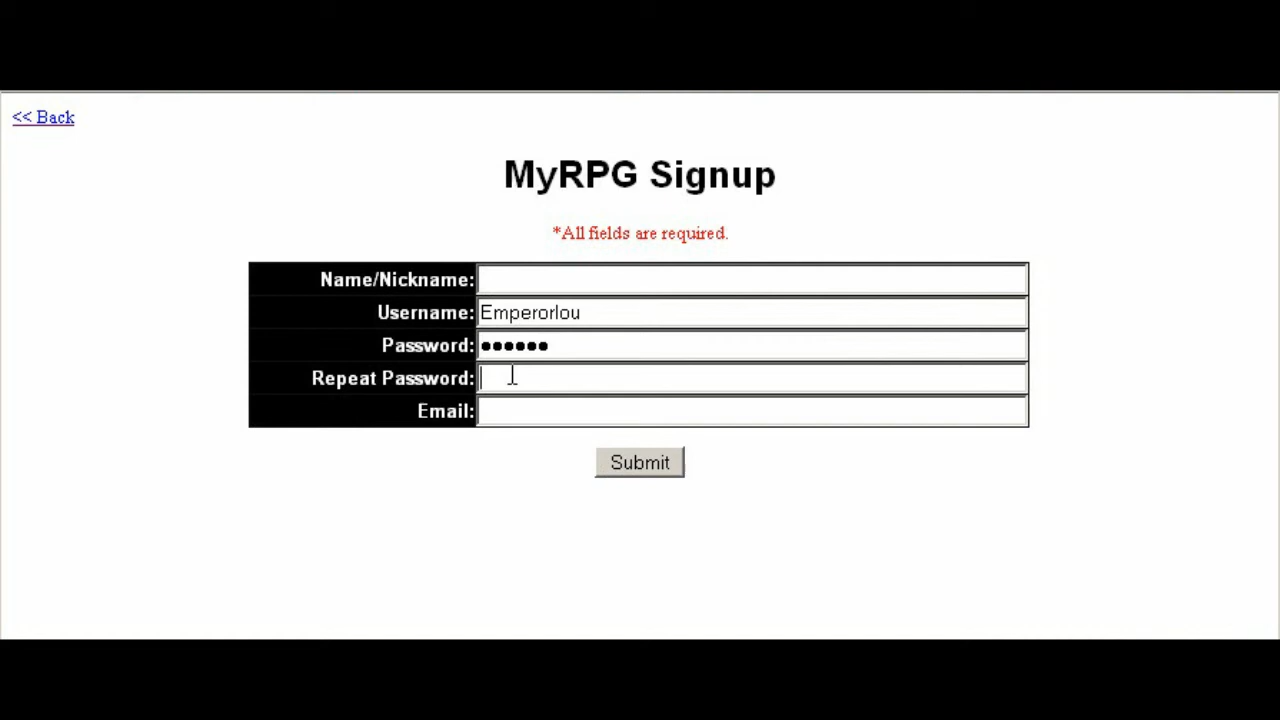 << Back
MyRPG Signup
*All fields are required.
Name/Nickname:
Username: Emperorlou
Password: ●●●●●●
Repeat Password:
Email:
Submit